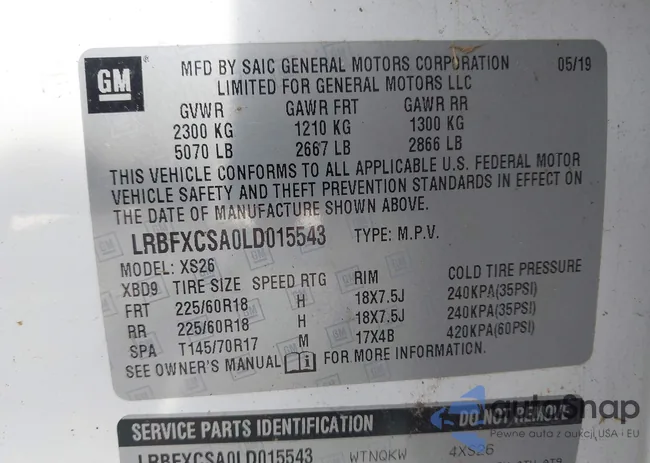 GM
MFD BY SAIC GENERAL MOTORS CORPORATION 05/19
LIMITED FOR GENERAL MOTORS LLC
GVWR GAWR FRT GAWR RR
2300 KG 1210 KG 1300 KG
5070 LB 2667 LB 2866 LB
THIS VEHICLE CONFORMS TO ALL APPLICABLE U.S. FEDERAL MOTOR
VEHICLE SAFETY AND THEFT PREVENTION STANDARDS IN EFFECT ON
THE DATE OF MANUFACTURE SHOWN ABOVE.
LRBFXCSA0LD015543 TYPE: M.P.V.
MODEL: XS26
XBD9 TIRE SIZE SPEED RTG RIM COLD TIRE PRESSURE
FRT 225/60R18 H 18X7.5J 240KPA(35PSI)
RR 225/60R18 H 18X7.5J 240KPA(35PSI)
SPA T145/70R17 M 17X4B 420KPA(60PSI)
SEE OWNER'S MANUAL FOR MORE INFORMATION.
SERVICE PARTS IDENTIFICATION DO NOT REMOVE
LRBFXCSA0LD015543 WTNQKW 4XS26
autoSnap
Pewne auto z aukcji USA i EU